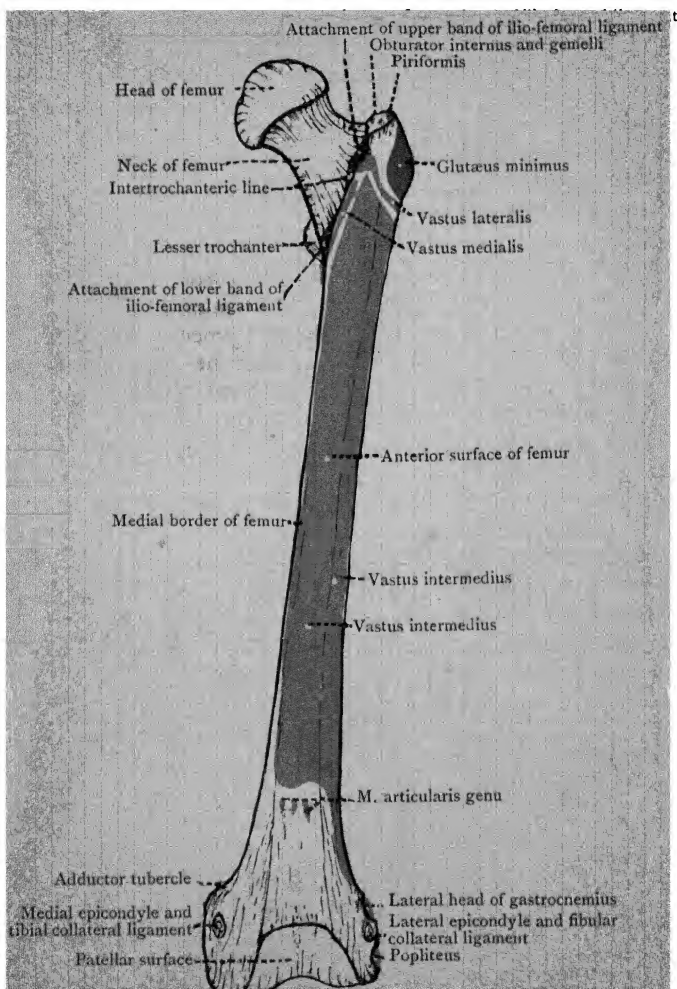 Attachment of upper band of ilio-femoral ligament
Obturator internus and gemelli
Piriformis
Head of femur
Neck of femur
Glutæus minimus
Intertrochanteric line
Vastus lateralis
Lesser trochanter
Vastus medialis
Attachment of lower band of
ilio-femoral ligament
Anterior surface of femur
Medial border of femur
Vastus intermedius
Vastus intermedius
M. articularis genu
Adductor tubercle
Lateral head of gastrocnemius
Medial epicondyle and
tibial collateral ligament
Lateral epicondyle and fibular
collateral ligament
Patellar surface
Popliteus